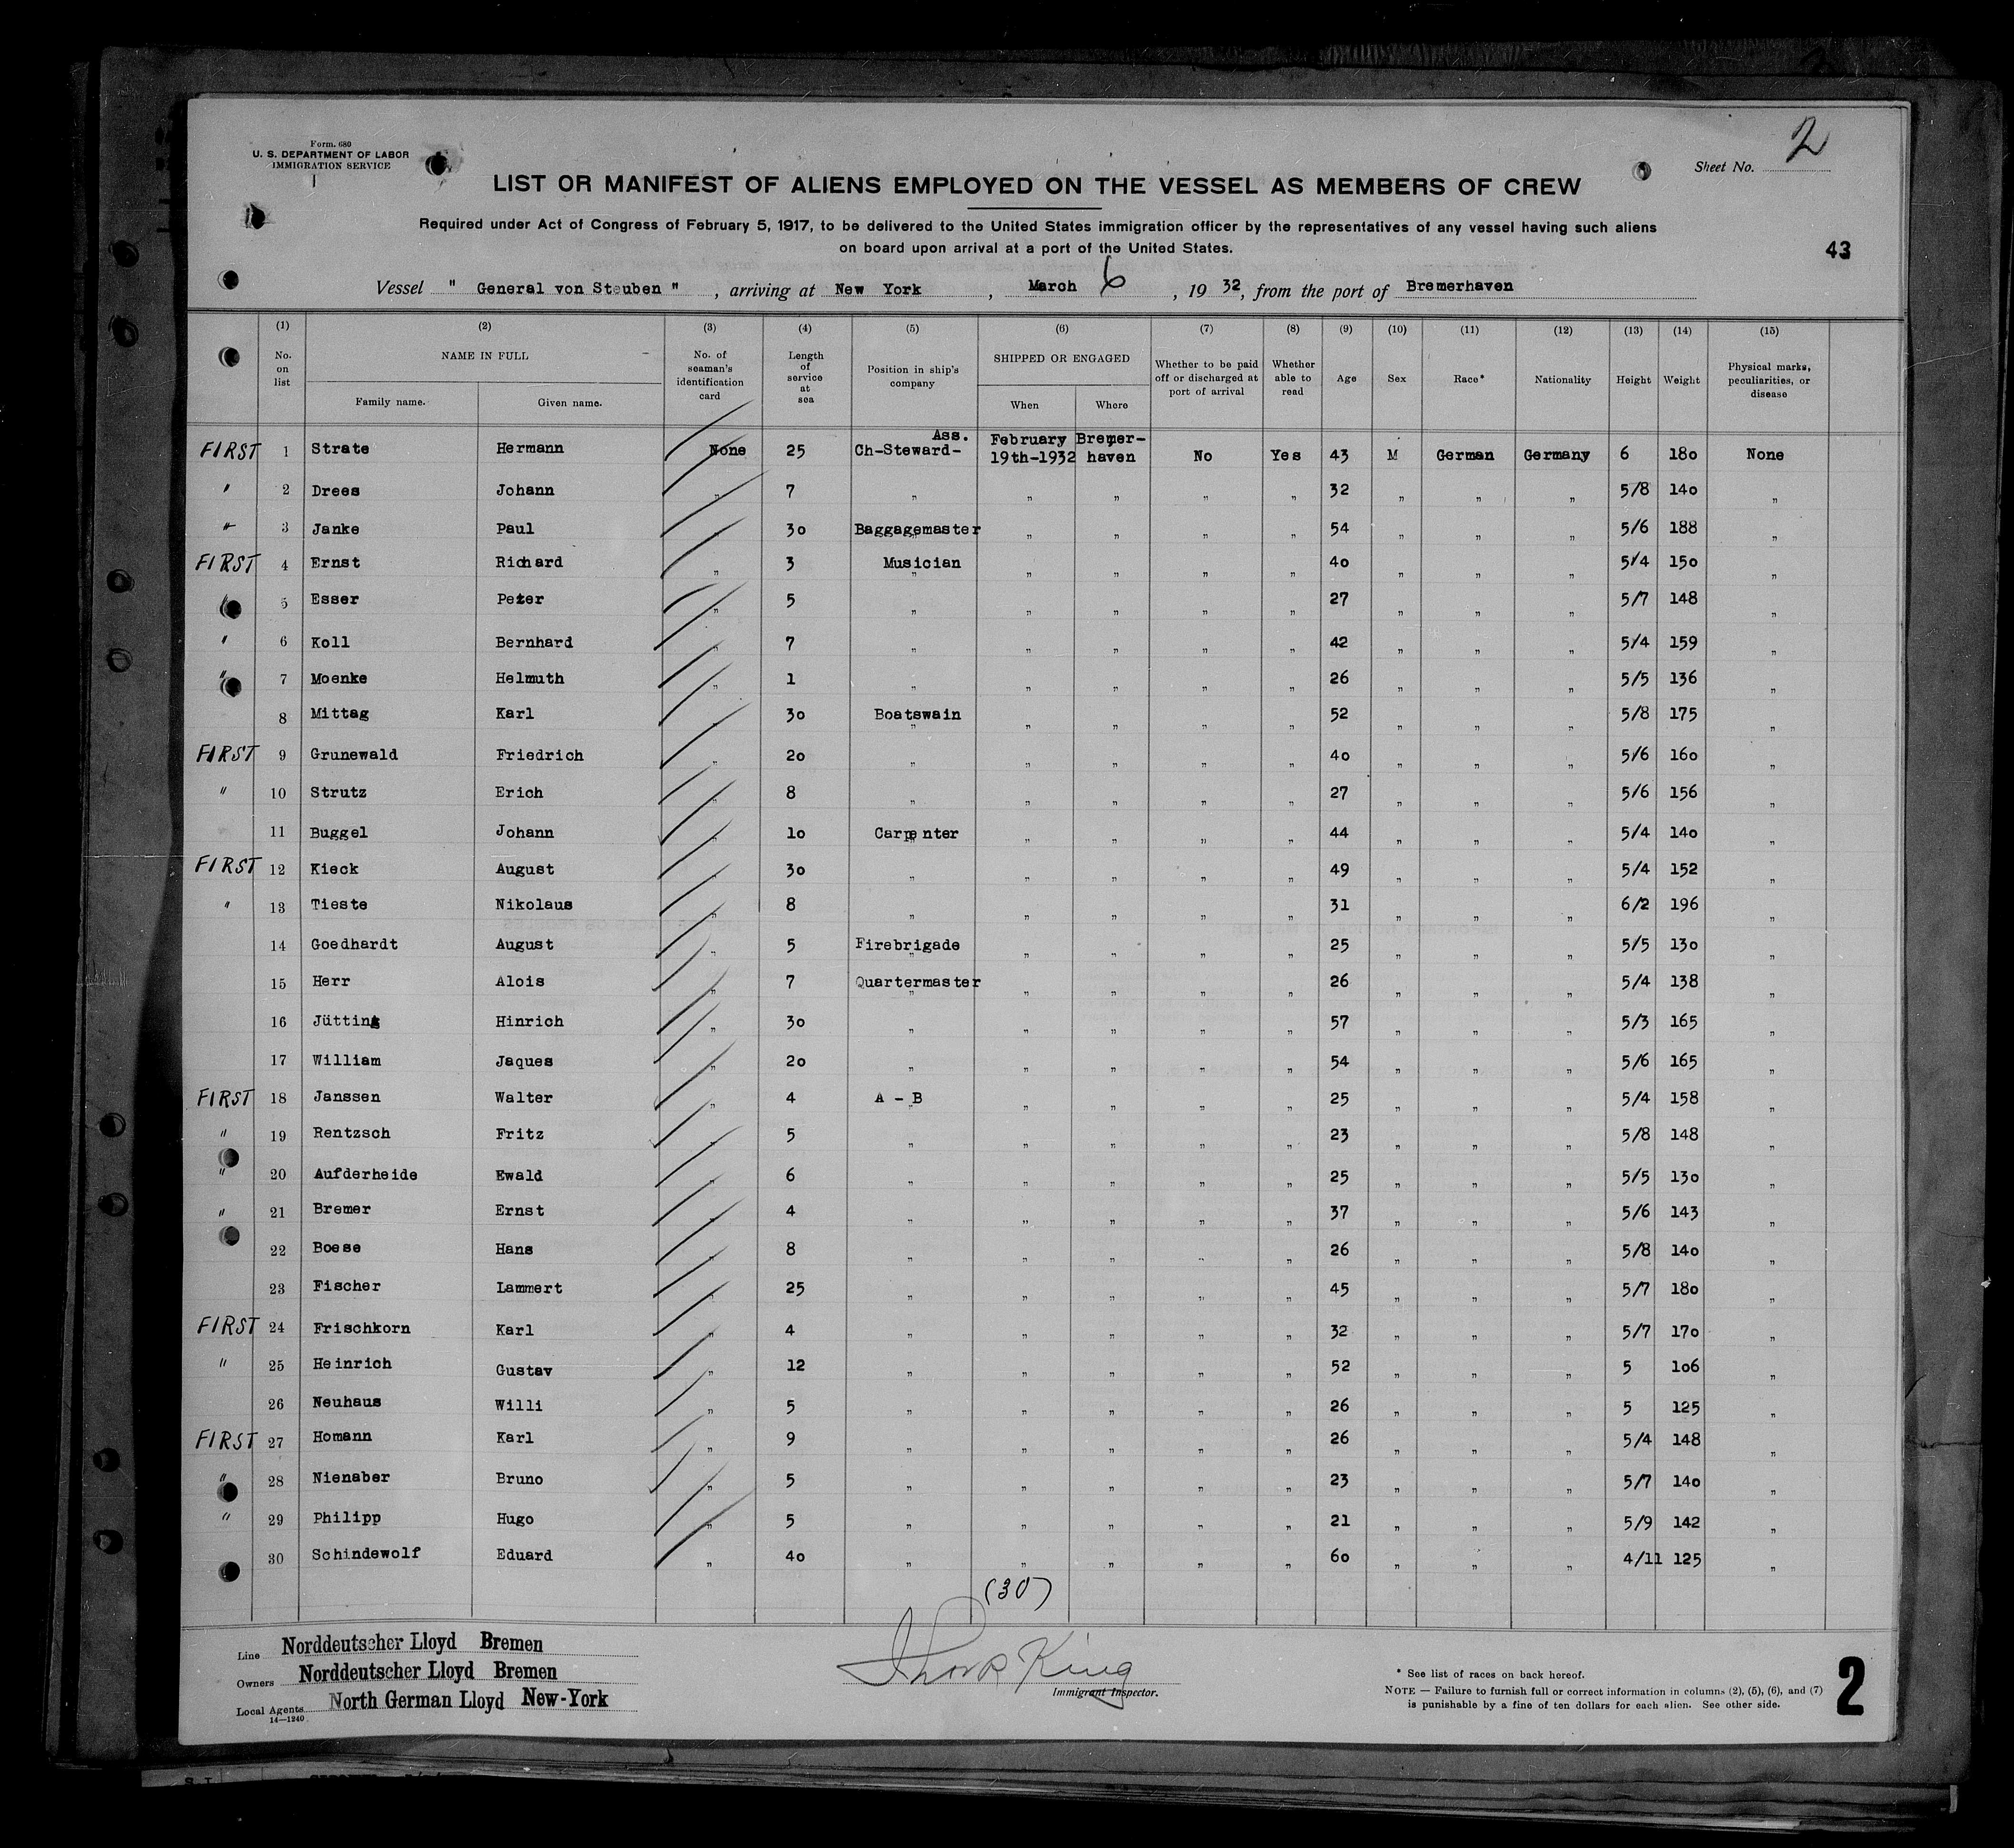 Form. 680
U. S. DEPARTMENT OF LABOR
IMMIGRATION SERVICE
Sheet No. 2
LIST OR MANIFEST OF ALIENS EMPLOYED ON THE VESSEL AS MEMBERS OF CREW
Required under Act of Congress of February 5, 1917, to be delivered to the United States immigration officer by the representatives of any vessel having such aliens
on board upon arrival at a port of the United States.
43
Vessel " General von Steuben " , arriving at New York , March 6 , 19 32, from the port of Bremerhaven
(1) (2) (3) (4) (5) (6) (7) (8) (9) (10) (11) (12) (13) (14) (15)
No. on list NAME IN FULL Family name. Given name. No. of seaman's identification card Length of service at sea Position in ship's company SHIPPED OR ENGAGED When Where Whether to be paid off or discharged at port of arrival Whether able to read Age Sex Race* Nationality Height Weight Physical marks, peculiarities, or disease
FIRST 1 Strate Hermann None 25 Ass. Ch-Steward- February 19th-1932 Bremer-haven No Yes 43 M German Germany 6 180 None
" 2 Drees Johann " 7 " " " " " 32 " " " 5/8 140 "
" 3 Janke Paul " 30 Baggagemaster " " " " 54 " " " 5/6 188 "
FIRST 4 Ernst Richard " 3 Musician " " " " 40 " " " 5/4 150 "
" 5 Esser Peter " 5 " " " " " 27 " " " 5/7 148 "
" 6 Koll Bernhard " 7 " " " " " 42 " " " 5/4 159 "
" 7 Moenke Helmuth " 1 " " " " " 26 " " " 5/5 136 "
8 Mittag Karl " 30 Boatswain " " " " 52 " " " 5/8 175 "
FIRST 9 Grunewald Friedrich " 20 " " " " " 40 " " " 5/6 160 "
" 10 Strutz Erich " 8 " " " " " 27 " " " 5/6 156 "
11 Buggel Johann " 10 Carpenter " " " " 44 " " " 5/4 140 "
FIRST 12 Kieck August " 30 " " " " " 49 " " " 5/4 152 "
" 13 Tieste Nikolaus " 8 " " " " " 31 " " " 6/2 196 "
14 Goedhardt August " 5 Firebrigade " " " " 25 " " " 5/5 130 "
15 Herr Alois " 7 Quartermaster " " " " 26 " " " 5/4 138 "
16 Jütting Hinrich " 30 " " " " " 57 " " " 5/3 165 "
17 William Jaques " 20 " " " " " 54 " " " 5/6 165 "
FIRST 18 Janssen Walter " 4 A - B " " " " 25 " " " 5/4 158 "
" 19 Rentzsch Fritz " 5 " " " " " 23 " " " 5/8 148 "
" 20 Aufderheide Ewald " 6 " " " " " 25 " " " 5/5 130 "
" 21 Bremer Ernst " 4 " " " " " 37 " " " 5/6 143 "
22 Boese Hans " 8 " " " " " 26 " " " 5/8 140 "
23 Fischer Lammert " 25 " " " " " 45 " " " 5/7 180 "
FIRST 24 Frischkorn Karl " 4 " " " " " 32 " " " 5/7 170 "
" 25 Heinrich Gustav " 12 " " " " " 52 " " " 5 106 "
26 Neuhaus Willi " 5 " " " " " 26 " " " 5 125 "
FIRST 27 Homann Karl " 9 " " " " " 26 " " " 5/4 148 "
" 28 Nienaber Bruno " 5 " " " " " 23 " " " 5/7 140 "
" 29 Philipp Hugo " 5 " " " " " 21 " " " 5/9 142 "
30 Schindewolf Eduard " 40 " " " " " 60 " " " 4/11 125 "
(30)
Line Norddeutscher Lloyd Bremen
Owners Norddeutscher Lloyd Bremen
Local Agents North German Lloyd New-York
14—1240
King
Immigrant Inspector.
* See list of races on back hereof.
NOTE — Failure to furnish full or correct information in columns (2), (5), (6), and (7)
is punishable by a fine of ten dollars for each alien. See other side.
2